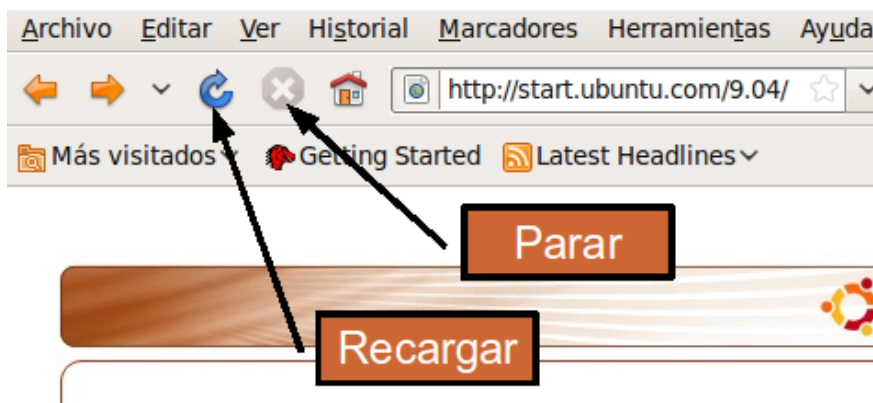 Archivo Editar Ver Historial Marcadores Herramientas Ayuda
http://start.ubuntu.com/9.04/
Más visitados Getting Started Latest Headlines
Parar
Recargar